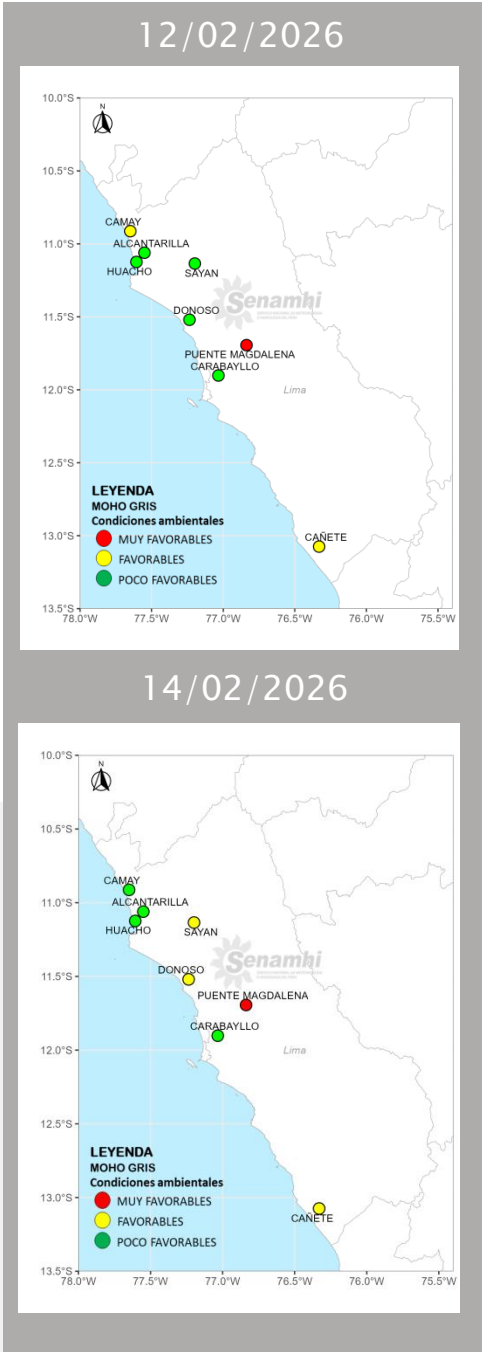 12/02/2026
N
10.0°S
10.5°S
11.0°S
11.5°S
12.0°S
12.5°S
13.0°S
13.5°S
CAMAY
ALCANTARILLA
HUACHO
SAYAN
Senamhi
DONOSO
PUENTE MAGDALENA
CARABAYLLO
Lima
CAÑETE
LEYENDA
MOHO GRIS
Condiciones ambientales
MUY FAVORABLES
FAVORABLES
POCO FAVORABLES
78.0°W 77.5°W 77.0°W 76.5°W 76.0°W 75.5°W
14/02/2026
N
10.0°S
10.5°S
11.0°S
11.5°S
12.0°S
12.5°S
13.0°S
13.5°S
CAMAY
ALCANTARILLA
HUACHO
SAYAN
Senamhi
DONOSO
PUENTE MAGDALENA
CARABAYLLO
Lima
CAÑETE
LEYENDA
MOHO GRIS
Condiciones ambientales
MUY FAVORABLES
FAVORABLES
POCO FAVORABLES
78.0°W 77.5°W 77.0°W 76.5°W 76.0°W 75.5°W